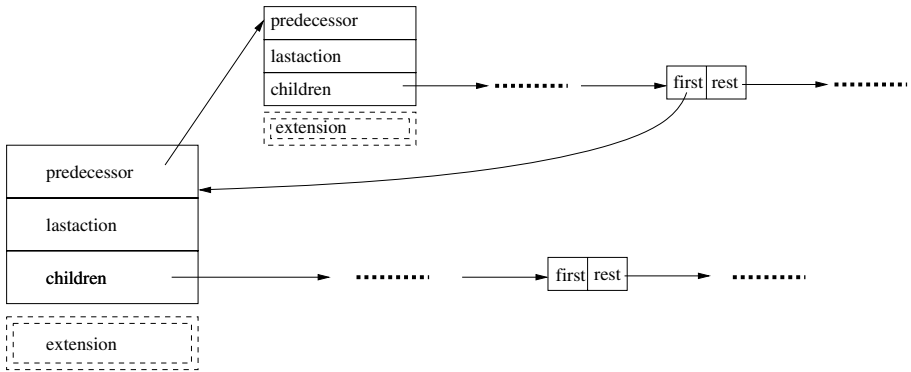 predecessor
lastaction
children
first rest
extension
predecessor
lastaction
children
first rest
extension